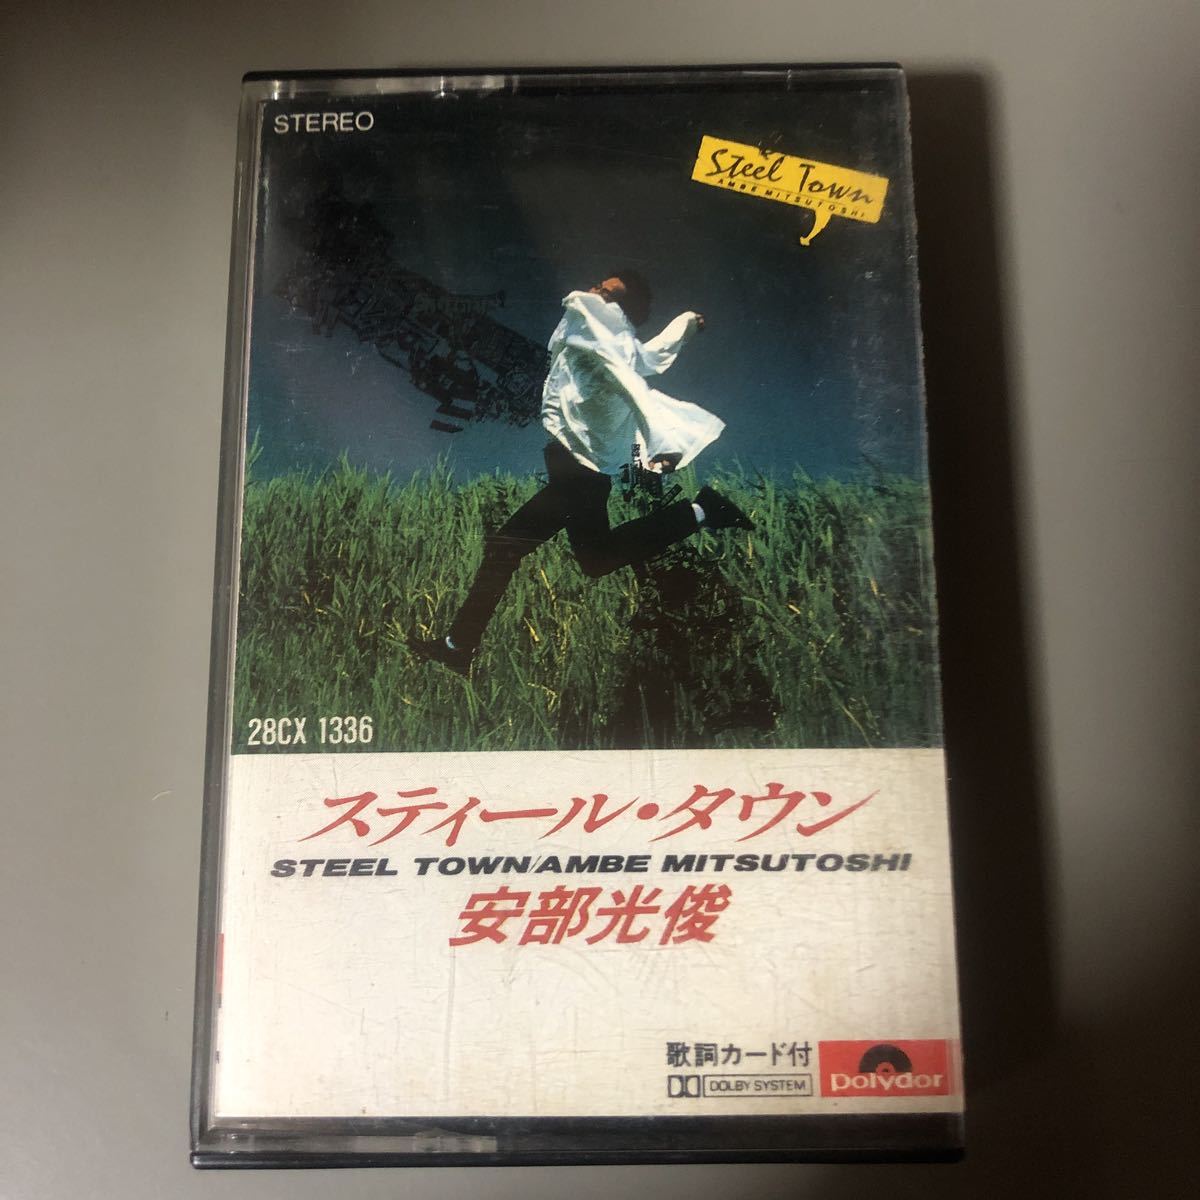 STEREO
Steel Town
AMBE MITSUTOSHI
28CX 1336
スティール・タウン
STEEL TOWN/AMBE MITSUTOSHI
安部光俊
歌詞カード付
DOLBY SYSTEM
polydor